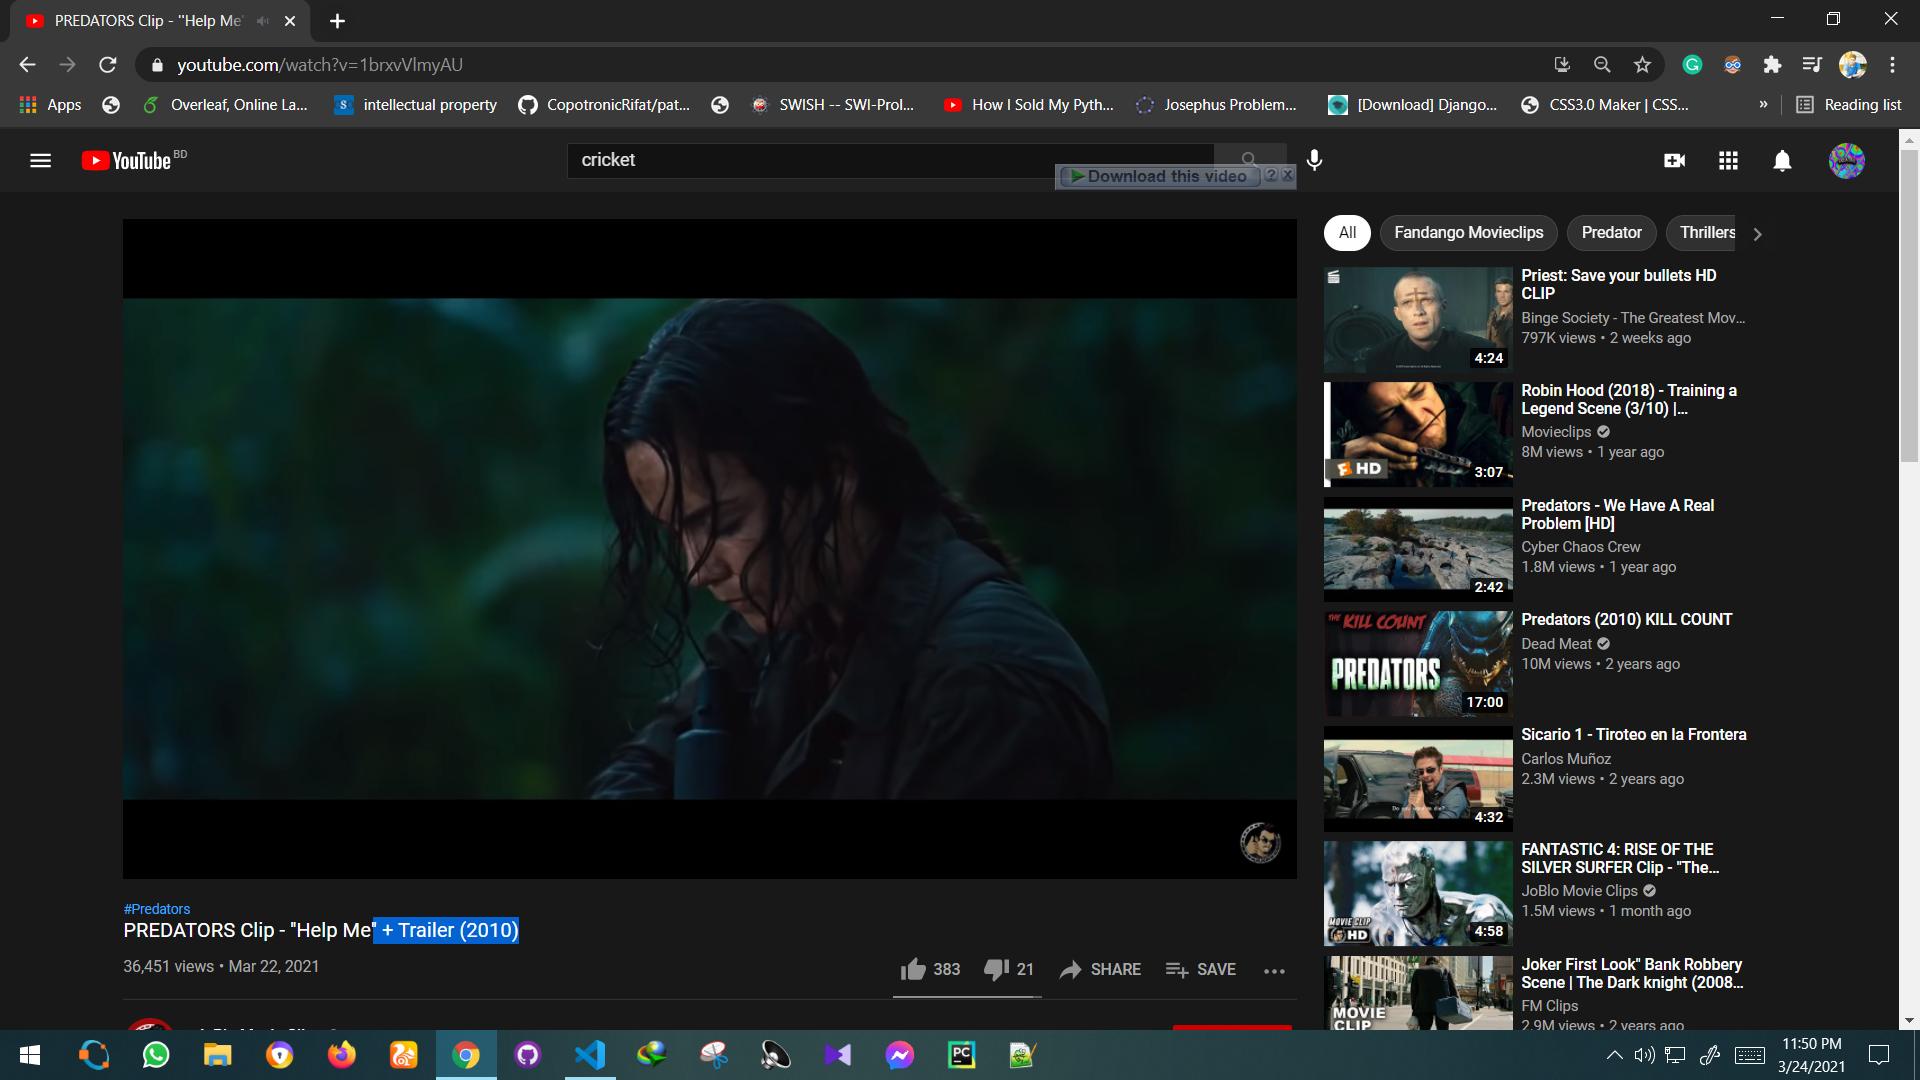 PREDATORS Clip - "Help Me"
youtube.com/watch?v=1brxvVlmyAU
Apps
Overleaf, Online La...
intellectual property
CopotronicRifat/pat...
SWISH -- SWI-Prol...
How I Sold My Pyth...
Josephus Problem...
[Download] Django...
CSS3.0 Maker | CSS...
»
Reading list
YouTube BD
cricket
Download this video
All
Fandango Movieclips
Predator
Thrillers
Priest: Save your bullets HD
CLIP
Binge Society - The Greatest Mov...
797K views • 2 weeks ago
4:24
Robin Hood (2018) - Training a
Legend Scene (3/10) |...
Movieclips
8M views • 1 year ago
HD
3:07
Predators - We Have A Real
Problem [HD]
Cyber Chaos Crew
1.8M views • 1 year ago
2:42
THE KILL COUNT
PREDATORS
17:00
Predators (2010) KILL COUNT
Dead Meat
10M views • 2 years ago
Sicario 1 - Tiroteo en la Frontera
Carlos Muñoz
2.3M views • 2 years ago
4:32
FANTASTIC 4: RISE OF THE
SILVER SURFER Clip - "The...
JoBlo Movie Clips
1.5M views • 1 month ago
MOVIE CLIP
HD
4:58
Joker First Look" Bank Robbery
Scene | The Dark knight (2008...
FM Clips
2.9M views • 2 years ago
MOVIE
CLIP
#Predators
PREDATORS Clip - "Help Me" + Trailer (2010)
36,451 views • Mar 22, 2021
383
21
SHARE
SAVE
PC
11:50 PM
3/24/2021